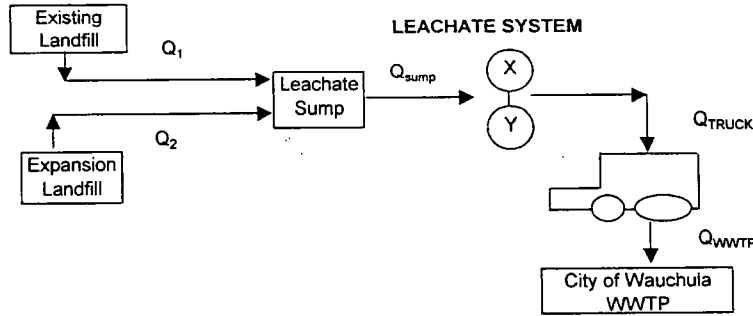 Existing
Landfill
LEACHATE SYSTEM
Q1
Leachate
Sump
Qsump
X
Y
Q2
QTRUCK
Expansion
Landfill
QWWTP
City of Wauchula
WWTP